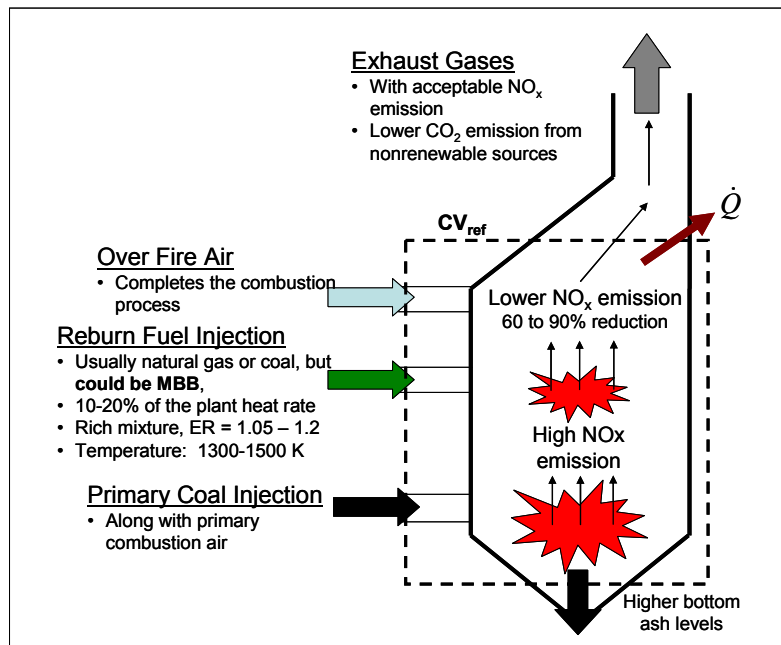 Exhaust Gases
• With acceptable NOx
emission
• Lower CO2 emission from
nonrenewable sources
Q̇
CVref
Over Fire Air
• Completes the combustion
process
Lower NOx emission
60 to 90% reduction
Reburn Fuel Injection
• Usually natural gas or coal, but
could be MBB,
• 10-20% of the plant heat rate
• Rich mixture, ER = 1.05 – 1.2
• Temperature: 1300-1500 K
High NOx
emission
Primary Coal Injection
• Along with primary
combustion air
Higher bottom
ash levels